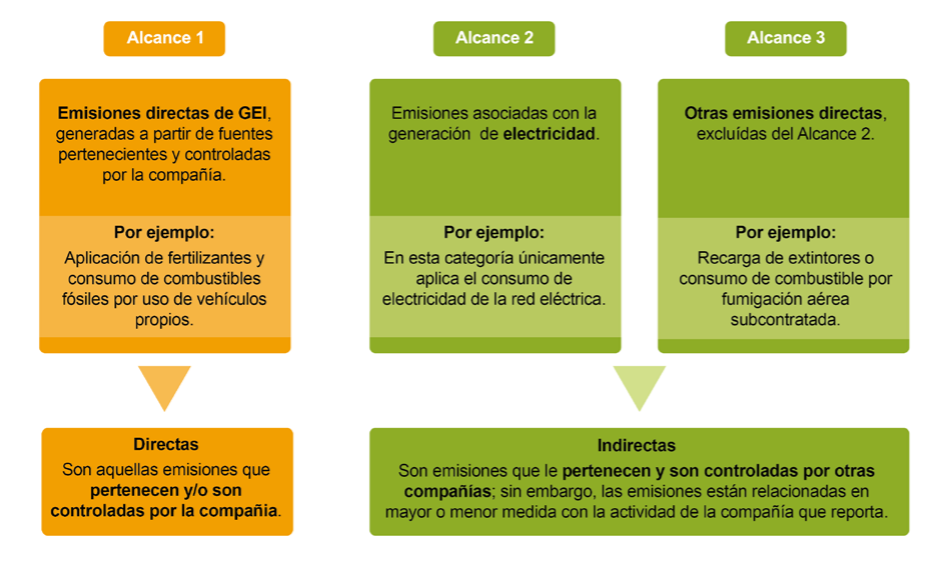 Alcance 1
Emisiones directas de GEI,
generadas a partir de fuentes
pertenecientes y controladas
por la compañía.
Por ejemplo:
Aplicación de fertilizantes y
consumo de combustibles
fósiles por uso de vehículos
propios.
Directas
Son aquellas emisiones que
pertenecen y/o son
controladas por la compañia.
Alcance 2
Emisiones asociadas con la
generación de electricidad.
Por ejemplo:
En esta categoría únicamente
aplica el consumo de
electricidad de la red eléctrica.
Alcance 3
Otras emisiones directas,
excluídas del Alcance 2.
Por ejemplo:
Recarga de extintores o
consumo de combustible por
fumigación aérea
subcontratada.
Indirectas
Son emisiones que le pertenecen y son controladas por otras
compañías; sin embargo, las emisiones están relacionadas en
mayor o menor medida con la actividad de la compañía que reporta.